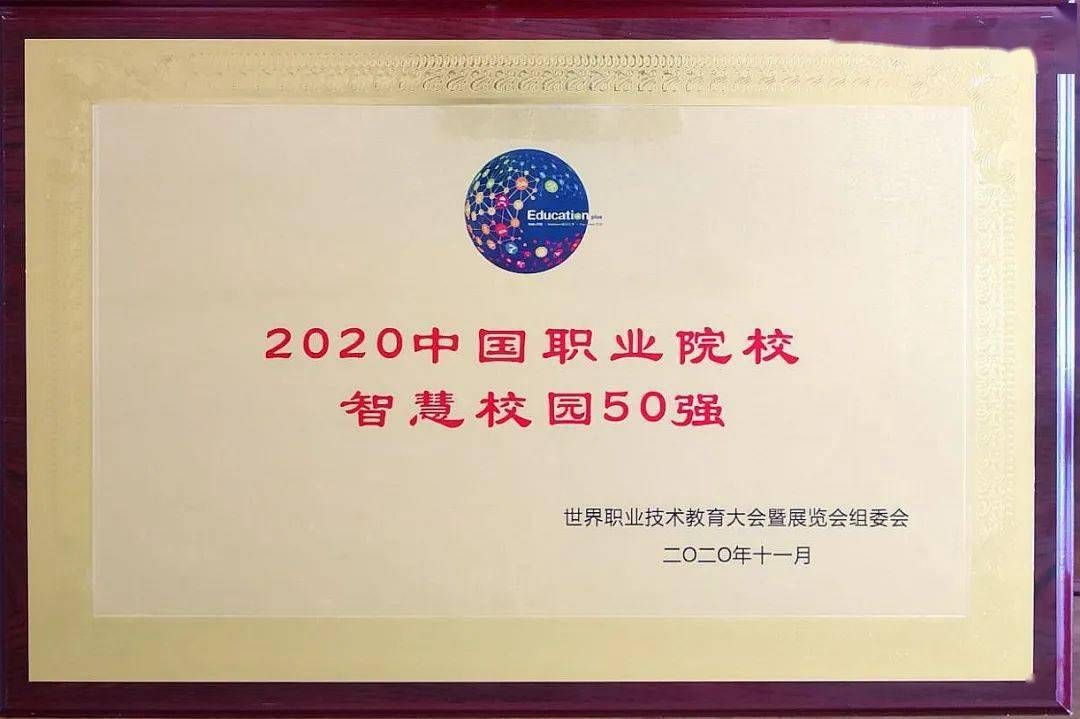 Education plus
2020中国职业院校
智慧校园50强
世界职业技术教育大会暨展览会组委会
二〇二〇年十一月